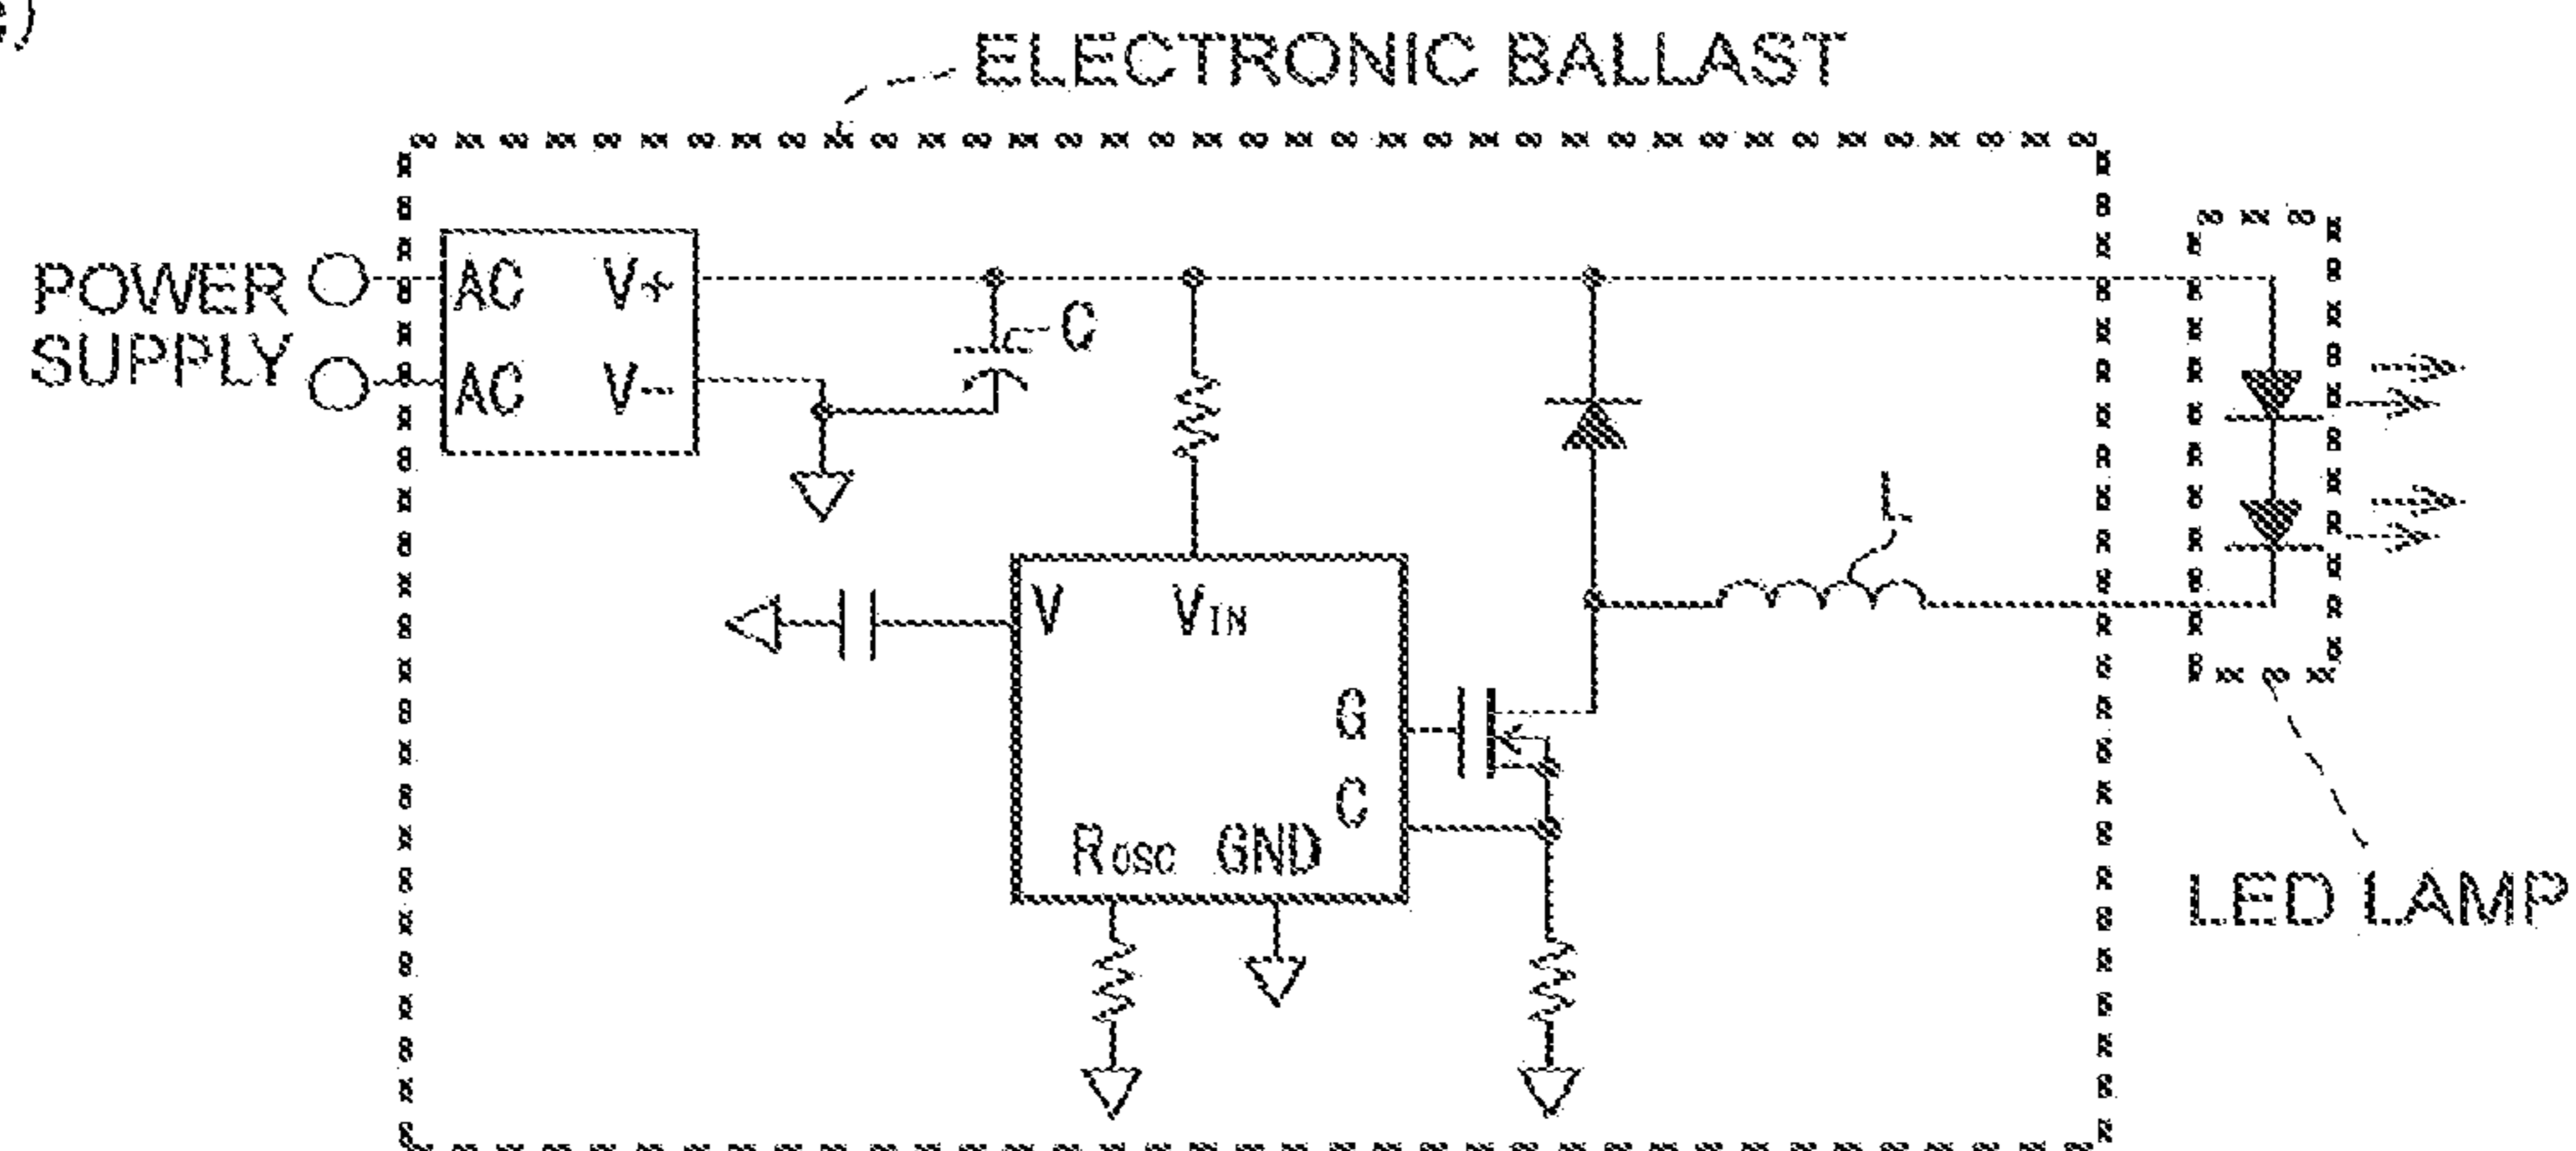 ELECTRONIC BALLAST
POWER
SUPPLY
AC V+
AC V-
C
L
V VIN
G
C
ROSC GND
LED LAMP